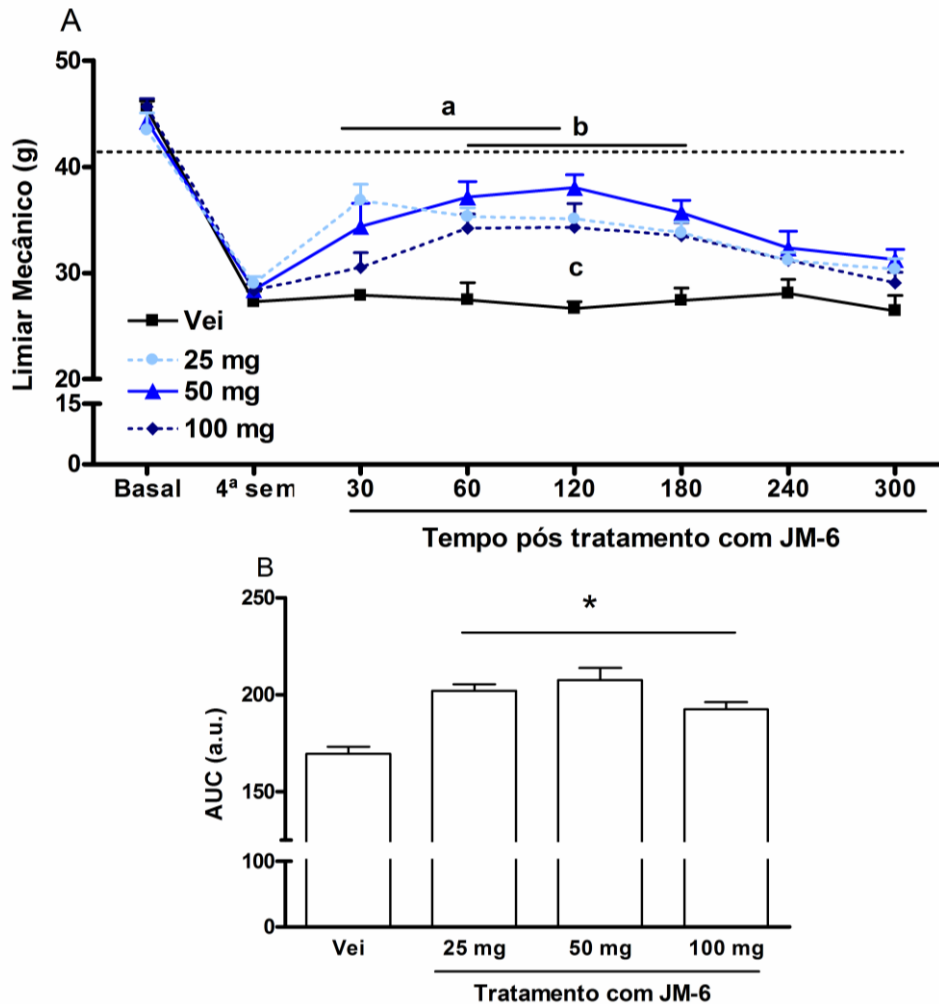 A
50
40
30
20
15
0
Limiar Mecânico (g)
a
b
c
Vei
25 mg
50 mg
100 mg
Basal 4ª sem 30 60 120 180 240 300
Tempo pós tratamento com JM-6
B
250
200
150
100
0
AUC (a.u.)
*
Vei 25 mg 50 mg 100 mg
Tratamento com JM-6